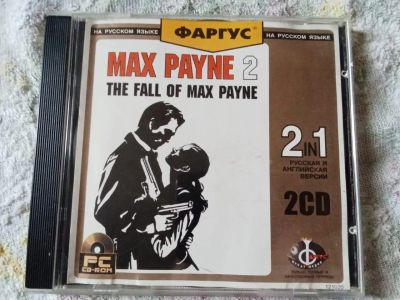 НА РУССКОМ ЯЗЫКЕ
ФАРГУС
НА РУССКОМ ЯЗЫКЕ
MAX PAYNE 2
THE FALL OF MAX PAYNE
2 IN 1
РУССКАЯ И
АНГЛИЙСКАЯ
ВЕРСИИ
2CD
PC
CD-ROM